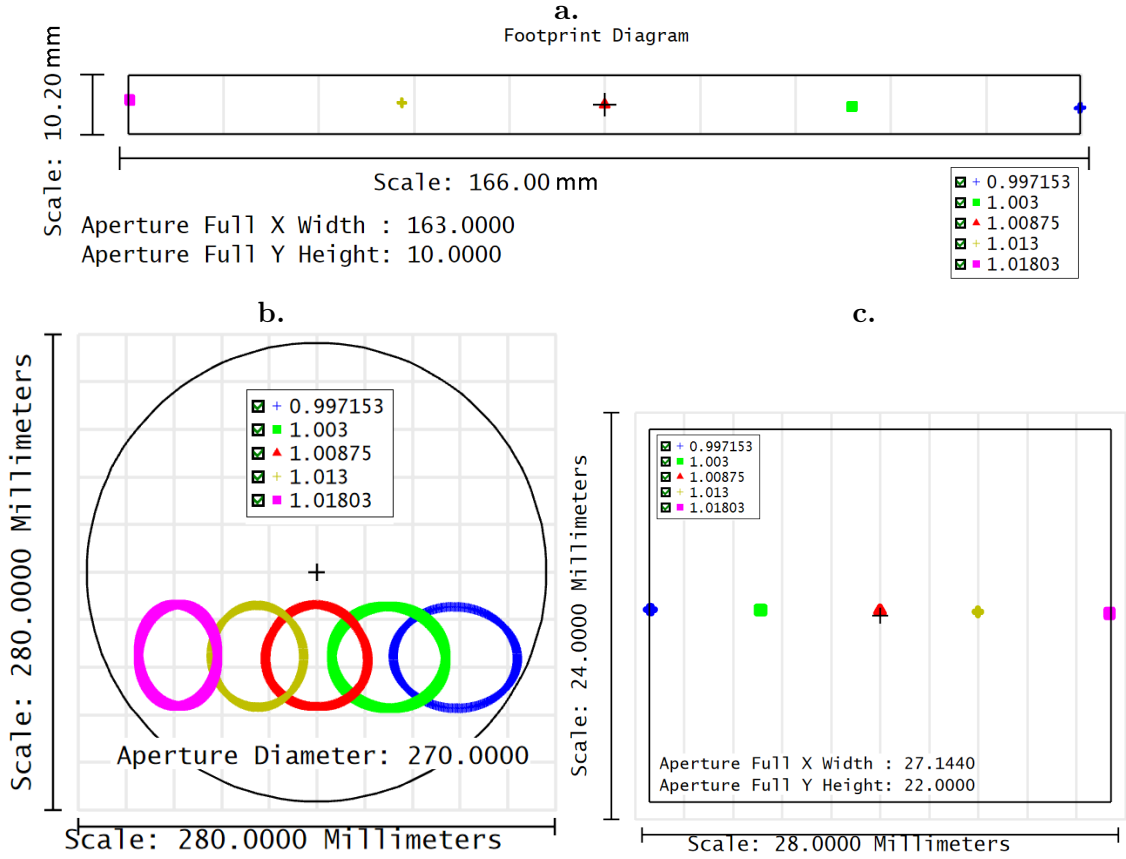 a.
Footprint Diagram
Scale: 10.20 mm
Scale: 166.00 mm
Aperture Full X Width : 163.0000
Aperture Full Y Height: 10.0000
0.997153
1.003
1.00875
1.013
1.01803
b.
Scale: 280.0000 Millimeters
0.997153
1.003
1.00875
1.013
1.01803
Aperture Diameter: 270.0000
Scale: 280.0000 Millimeters
c.
Scale: 24.0000 Millimeters
0.997153
1.003
1.00875
1.013
1.01803
Aperture Full X Width : 27.1440
Aperture Full Y Height: 22.0000
Scale: 28.0000 Millimeters